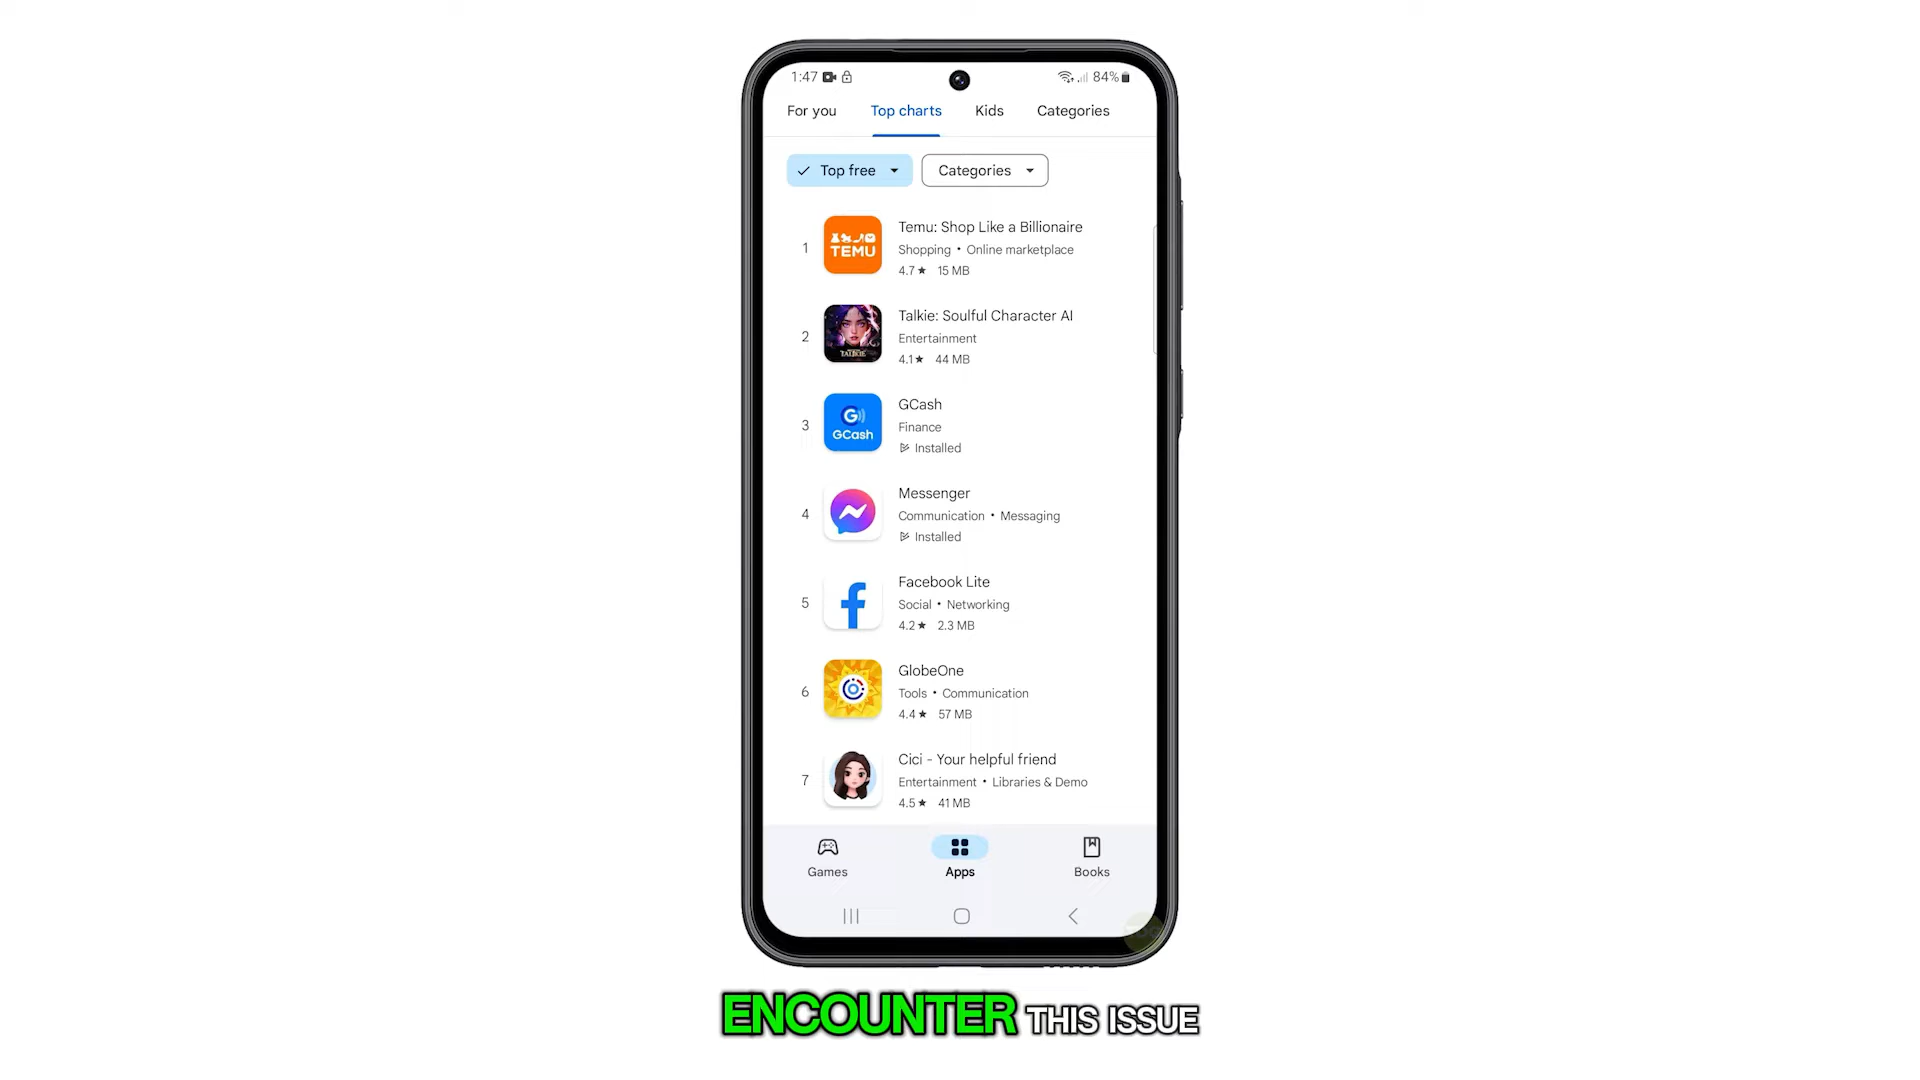 1:47 84%
For you Top charts Kids Categories
Top free Categories
1 TEMU Temu: Shop Like a Billionaire
Shopping • Online marketplace
4.7★ 15 MB
2 TALKIE Talkie: Soulful Character AI
Entertainment
4.1★ 44 MB
3 G GCash GCash
Finance
Installed
4 Messenger
Communication • Messaging
Installed
5 Facebook Lite
Social • Networking
4.2★ 2.3 MB
6 GlobeOne
Tools • Communication
4.4★ 57 MB
7 Cici - Your helpful friend
Entertainment • Libraries & Demo
4.5★ 41 MB
Games Apps Books
ENCOUNTER THIS ISSUE